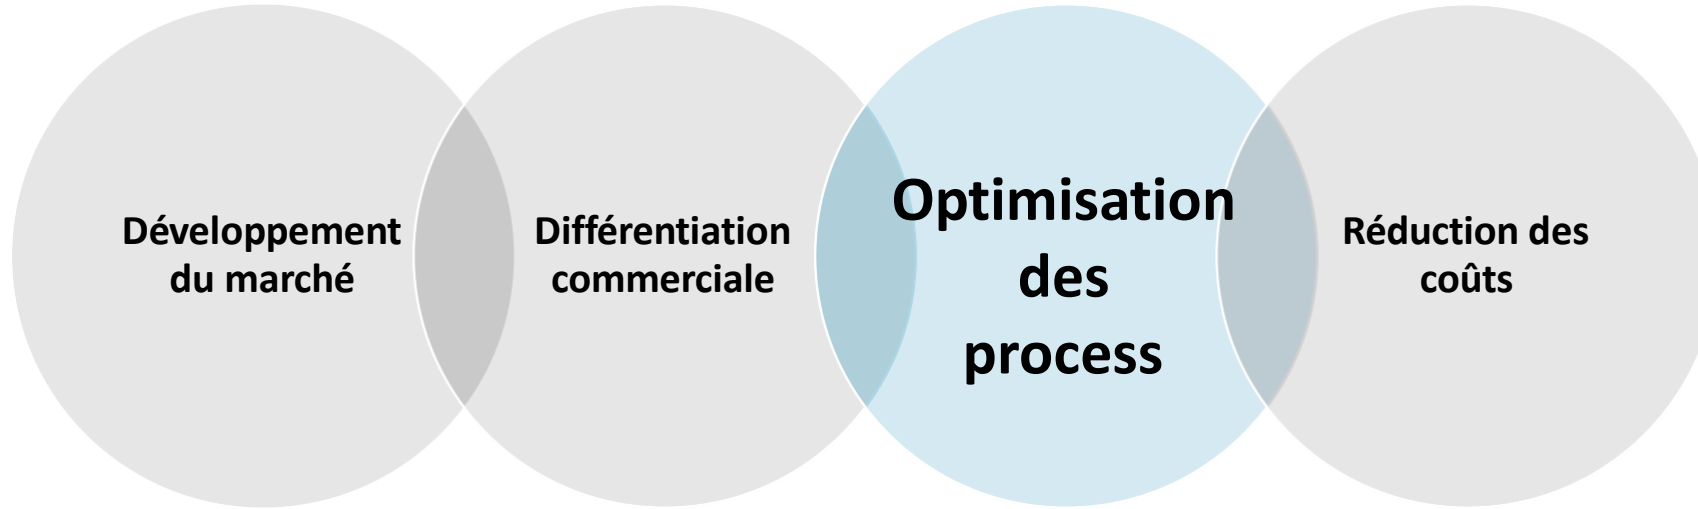 Développement
du marché
Différentiation
commerciale
Optimisation
des
process
Réduction des
coûts